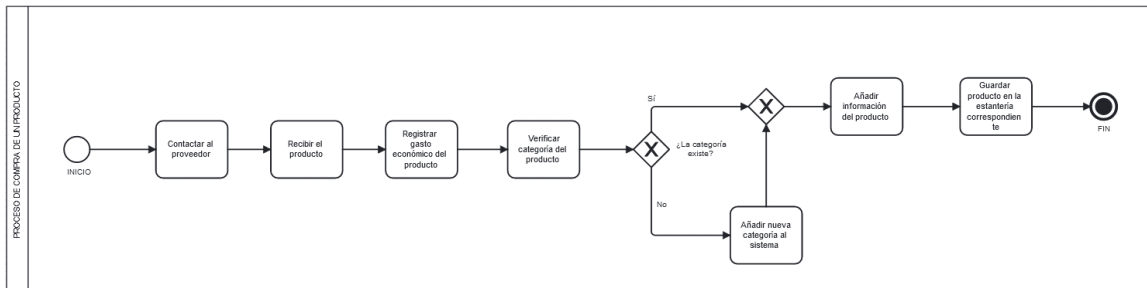 PROCESO DE COMPRA DE UN PRODUCTO
INICIO
Contactar al
proveedor
Recibir el
producto
Registrar
gasto
económico del
producto
Verificar
categoría del
producto
¿La categoría
existe?
Sí
No
Añadir nueva
categoría al
sistema
Añadir
información
del producto
Guardar
producto en la
estantería
correspondien
te
FIN